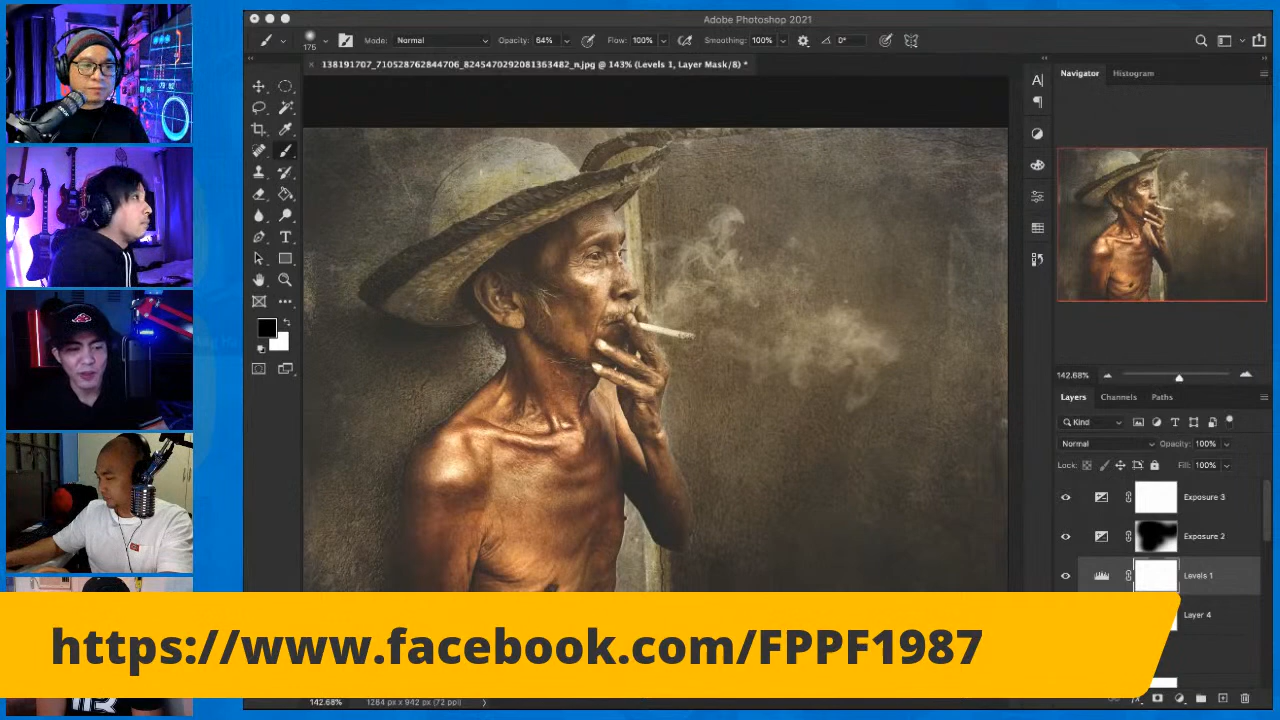 Adobe Photoshop 2021
175
Mode: Normal
Opacity: 64%
Flow: 100%
Smoothing: 100%
0°
138191707_710528762844706_8245470292081363482_n.jpg @ 143% (Levels 1, Layer Mask/8) *
Navigator
Histogram
142.68%
Layers
Channels
Paths
Kind
Normal
Opacity: 100%
Lock:
Fill: 100%
Exposure 3
Exposure 2
Levels 1
Layer 4
https://www.facebook.com/FPPF1987
142.68%
1284 px x 942 px (72 ppi)